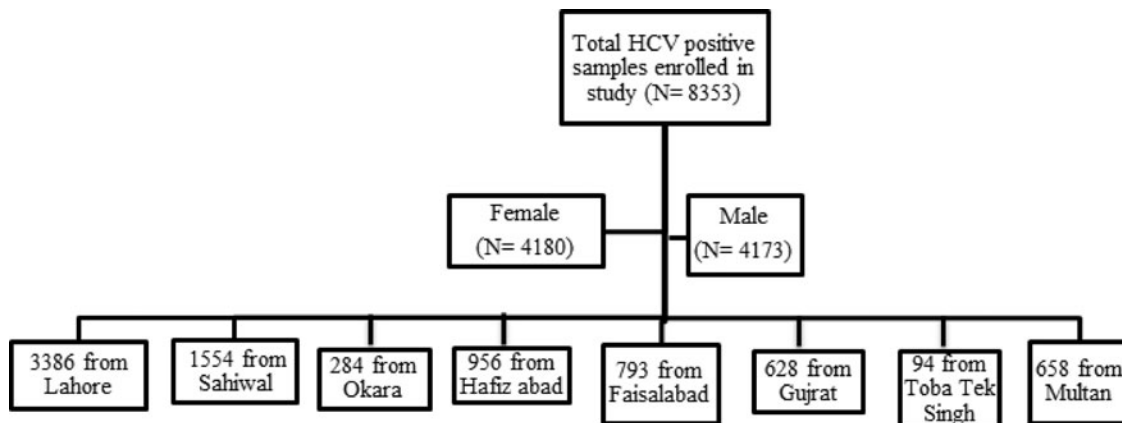 Total HCV positive
samples enrolled in
study (N= 8353)
Female
(N= 4180)
Male
(N= 4173)
3386 from
Lahore
1554 from
Sahiwal
284 from
Okara
956 from
Hafiz abad
793 from
Faisalabad
628 from
Gujrat
94 from
Toba Tek
Singh
658 from
Multan